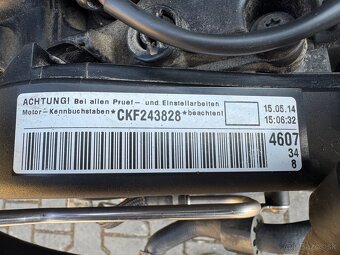 ACHTUNG! Bei allen Pruef- und Einstellarbeiten
Motor-Kennbuchstaben*CKF243828*beachten!
15.05.14
15:06:32
4607
34
8